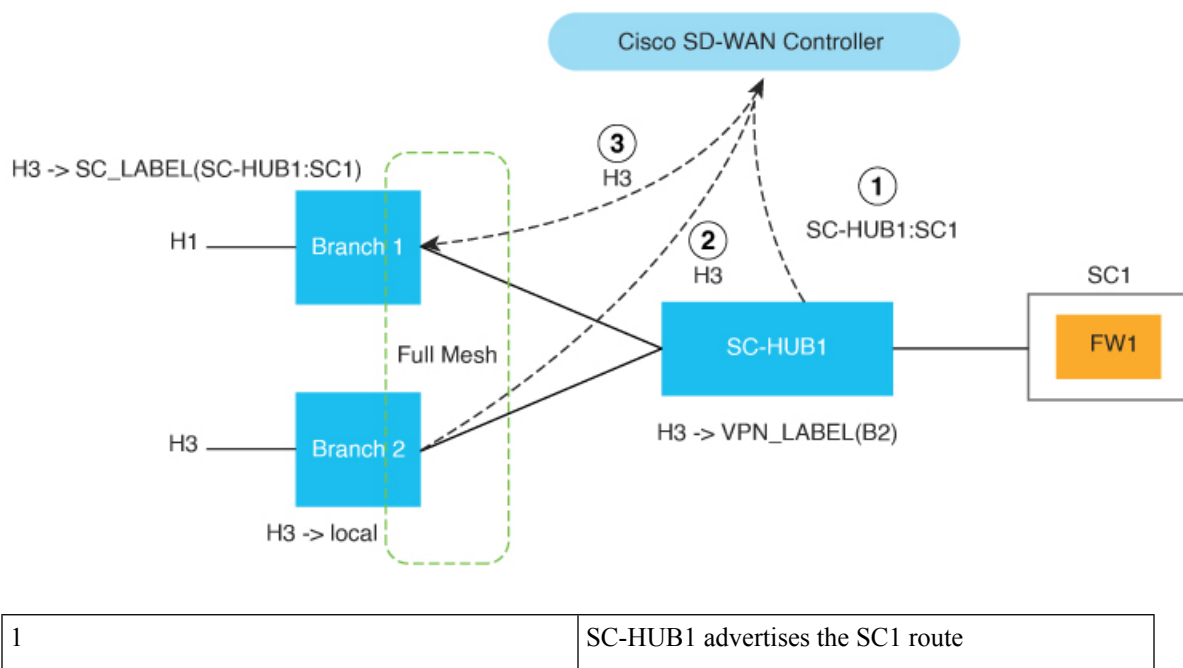 Cisco SD-WAN Controller
3
H3
H3 -> SC_LABEL(SC-HUB1:SC1)
1
SC-HUB1:SC1
H1
Branch 1
2
H3
SC1
Full Mesh
SC-HUB1
FW1
H3
Branch 2
H3 -> VPN_LABEL(B2)
H3 -> local
1
SC-HUB1 advertises the SC1 route